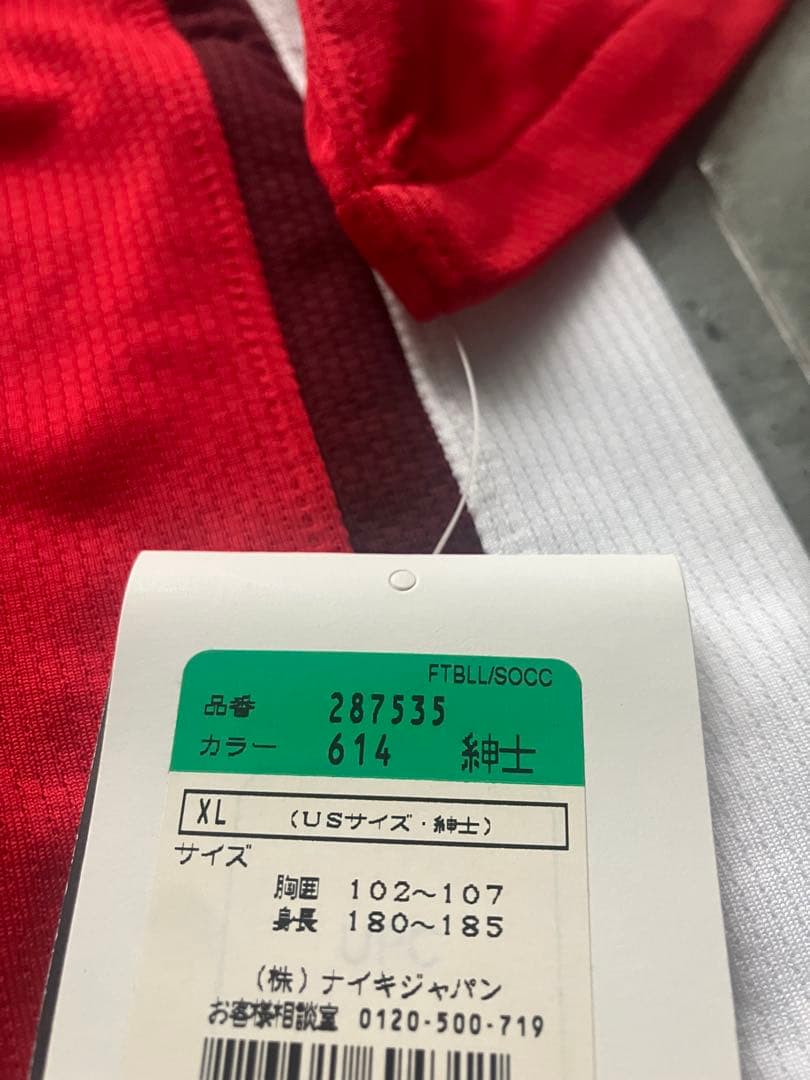 FTBLL/SOCC
品番 287535
カラー 614 紳士
XL (USサイズ・紳士)
サイズ
胸囲 102～107
身長 180～185
(株)ナイキジャパン
お客様相談室 0120-500-719
UPC